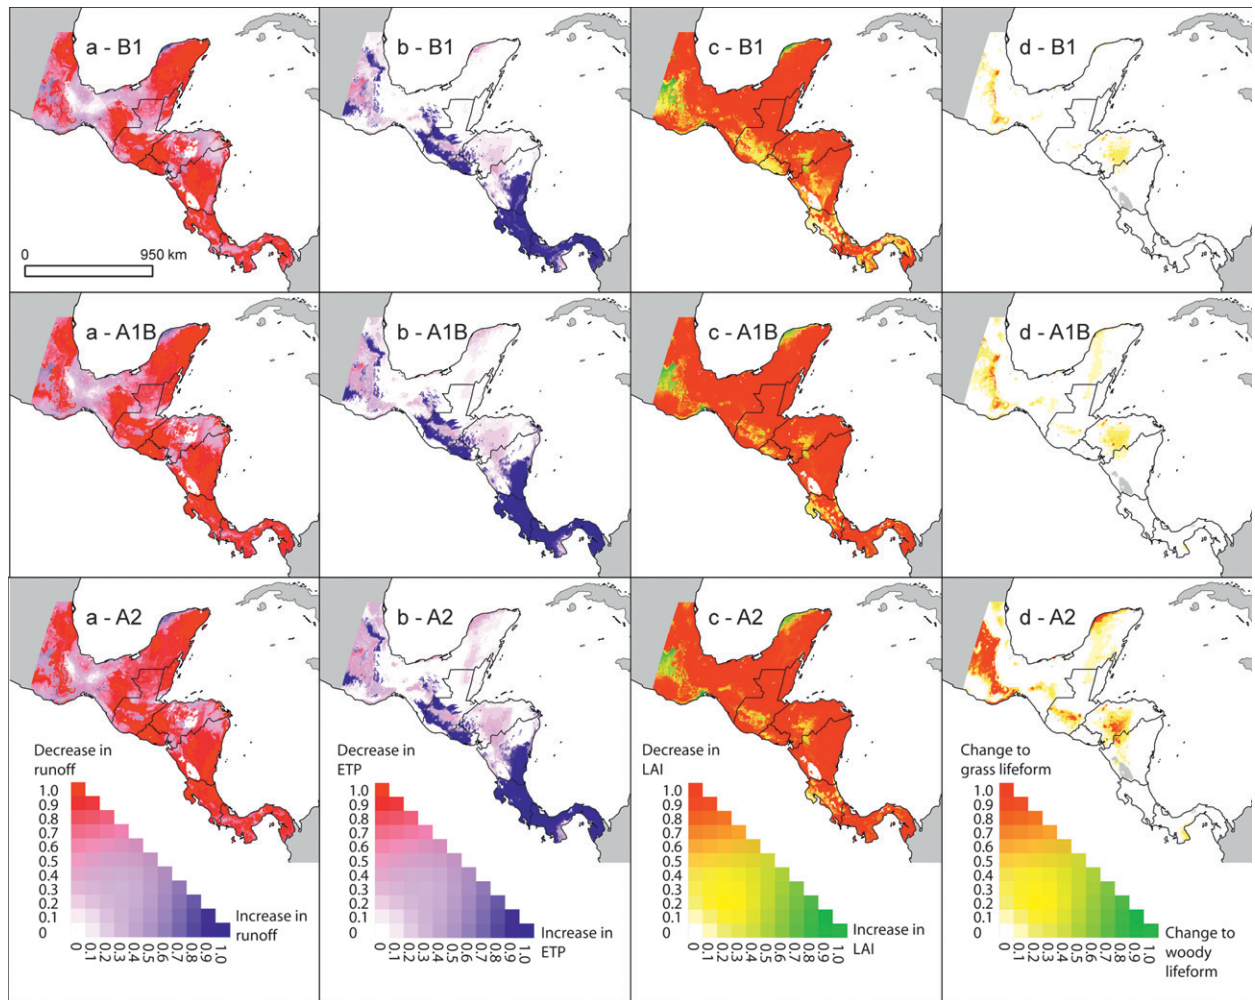 a - B1
b - B1
c - B1
d - B1
0 950 km
a - A1B
b - A1B
c - A1B
d - A1B
a - A2
b - A2
c - A2
d - A2
Decrease in
runoff
1.0
0.9
0.8
0.7
0.6
0.5
0.4
0.3
0.2
0.1
0
Increase in
runoff
0
0.1
0.2
0.3
0.4
0.5
0.6
0.7
0.8
0.9
1.0
Decrease in
ETP
1.0
0.9
0.8
0.7
0.6
0.5
0.4
0.3
0.2
0.1
0
Increase in
ETP
0
0.1
0.2
0.3
0.4
0.5
0.6
0.7
0.8
0.9
1.0
Decrease in
LAI
1.0
0.9
0.8
0.7
0.6
0.5
0.4
0.3
0.2
0.1
0
Increase in
LAI
0
0.1
0.2
0.3
0.4
0.5
0.6
0.7
0.8
0.9
1.0
Change to
grass lifeform
1.0
0.9
0.8
0.7
0.6
0.5
0.4
0.3
0.2
0.1
0
Change to
woody
lifeform
0
0.1
0.2
0.3
0.4
0.5
0.6
0.7
0.8
0.9
1.0